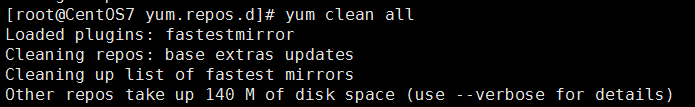 [root@CentOS7 yum.repos.d]# yum clean all
Loaded plugins: fastestmirror
Cleaning repos: base extras updates
Cleaning up list of fastest mirrors
Other repos take up 140 M of disk space (use --verbose for details)